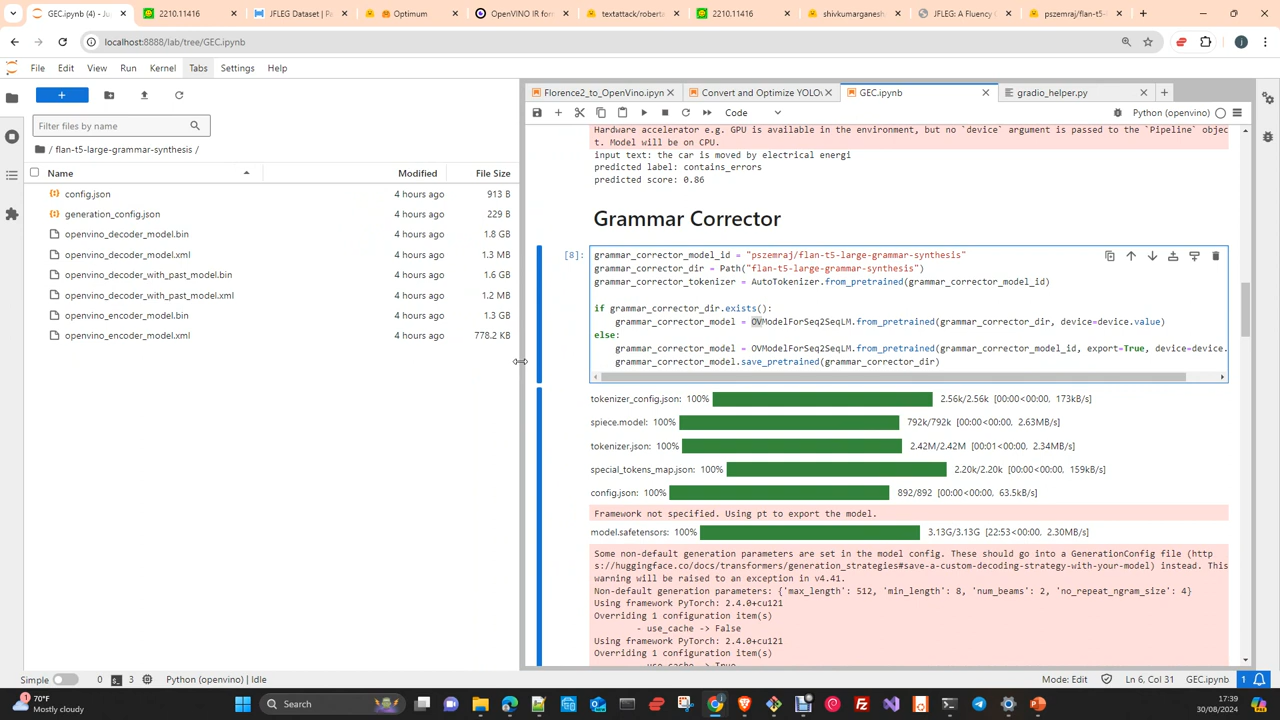 GEC.ipynb (4) - Ju
2210.11416
JFLEG Dataset | Pa
Optimum
OpenVINO IR for
textattack/robert
2210.11416
shivkumarganesh
JFLEG: A Fluency C
pszemraj/flan-t5-
localhost:8888/lab/tree/GEC.ipynb
File Edit View Run Kernel Tabs Settings Help
Filter files by name
/ flan-t5-large-grammar-synthesis /
Name Modified File Size
config.json 4 hours ago 913 B
generation_config.json 4 hours ago 229 B
openvino_decoder_model.bin 4 hours ago 1.8 GB
openvino_decoder_model.xml 4 hours ago 1.3 MB
openvino_decoder_with_past_model.bin 4 hours ago 1.6 GB
openvino_decoder_with_past_model.xml 4 hours ago 1.2 MB
openvino_encoder_model.bin 4 hours ago 1.3 GB
openvino_encoder_model.xml 4 hours ago 778.2 KB
Florence2_to_OpenVino.ipyn
Convert and Optimize YOLOv
GEC.ipynb
gradio_helper.py
Code
Python (openvino)
Hardware accelerator e.g. GPU is available in the environment, but no `device` argument is passed to the `Pipeline` objec
t. Model will be on CPU.
input text: the car is moved by electrical energi
predicted label: contains_errors
predicted score: 0.86
Grammar Corrector
[8]:
grammar_corrector_model_id = "pszemraj/flan-t5-large-grammar-synthesis"
grammar_corrector_dir = Path("flan-t5-large-grammar-synthesis")
grammar_corrector_tokenizer = AutoTokenizer.from_pretrained(grammar_corrector_model_id)
if grammar_corrector_dir.exists():
grammar_corrector_model = OVModelForSeq2SeqLM.from_pretrained(grammar_corrector_dir, device=device.value)
else:
grammar_corrector_model = OVModelForSeq2SeqLM.from_pretrained(grammar_corrector_model_id, export=True, device=device.
grammar_corrector_model.save_pretrained(grammar_corrector_dir)
tokenizer_config.json: 100% 2.56k/2.56k [00:00<00:00, 173kB/s]
spiece.model: 100% 792k/792k [00:00<00:00, 2.63MB/s]
tokenizer.json: 100% 2.42M/2.42M [00:01<00:00, 2.34MB/s]
special_tokens_map.json: 100% 2.20k/2.20k [00:00<00:00, 159kB/s]
config.json: 100% 892/892 [00:00<00:00, 63.5kB/s]
Framework not specified. Using pt to export the model.
model.safetensors: 100% 3.13G/3.13G [22:53<00:00, 2.30MB/s]
Some non-default generation parameters are set in the model config. These should go into a GenerationConfig file (http
s://huggingface.co/docs/transformers/generation_strategies#save-a-custom-decoding-strategy-with-your-model) instead. This
warning will be raised to an exception in v4.41.
Non-default generation parameters: {'max_length': 512, 'min_length': 8, 'num_beams': 2, 'no_repeat_ngram_size': 4}
Using framework PyTorch: 2.4.0+cu121
Overriding 1 configuration item(s)
- use_cache -> False
Using framework PyTorch: 2.4.0+cu121
Overriding 1 configuration item(s)
- use_cache -> True
Simple 0 3 Python (openvino) | Idle
Mode: Edit Ln 6, Col 31 GEC.ipynb 1
70°F
Mostly cloudy
Search
17:39
30/08/2024